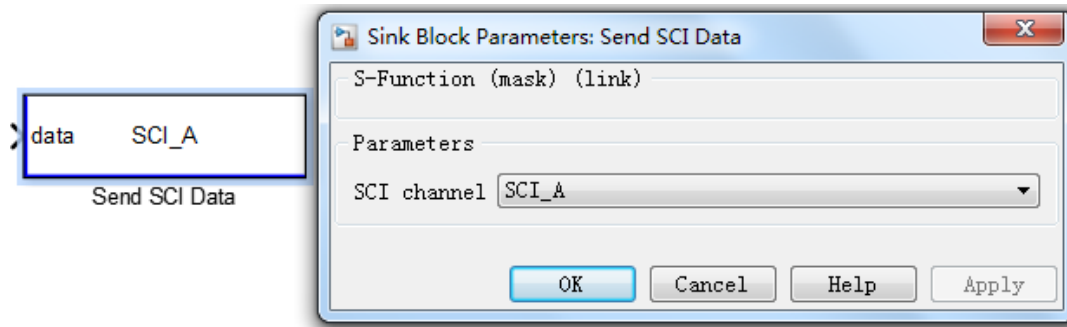 data
SCI_A
Send SCI Data
Sink Block Parameters: Send SCI Data
S-Function (mask) (link)
Parameters
SCI channel SCI_A
OK Cancel Help Apply